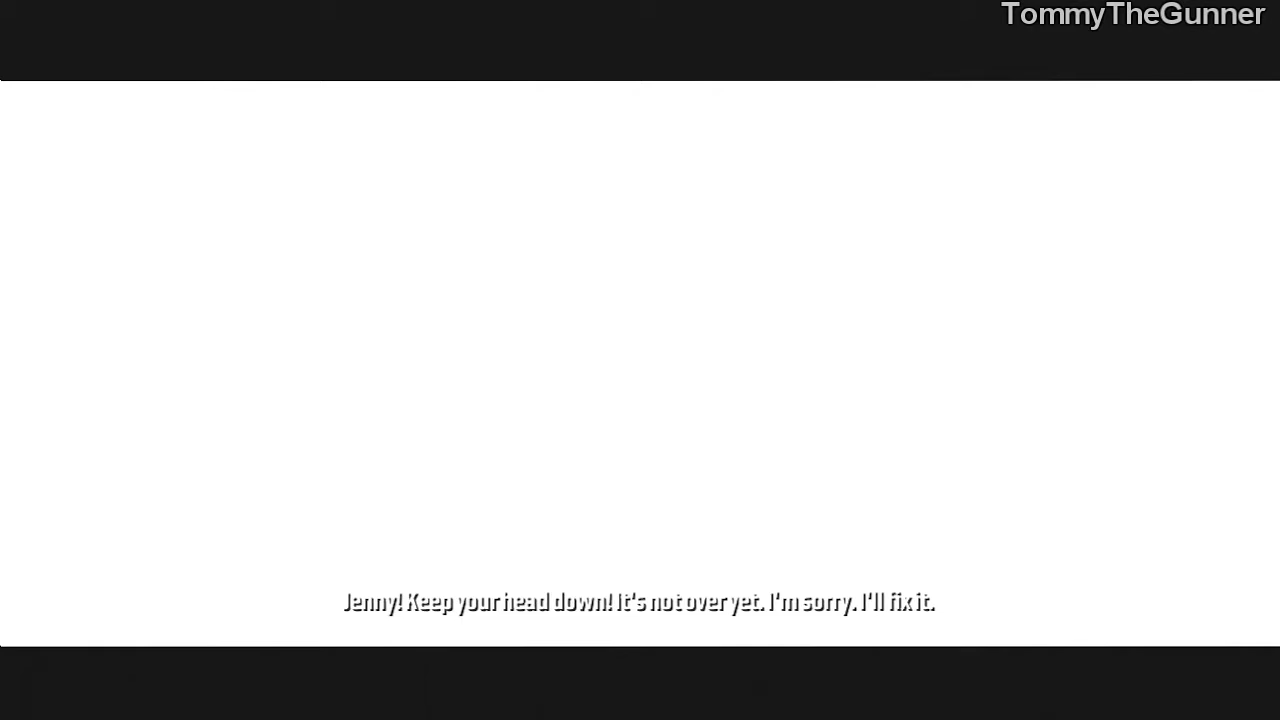 TommyTheGunner
Jenny! Keep your head down! It's not over yet. I'm sorry. I'll fix it.